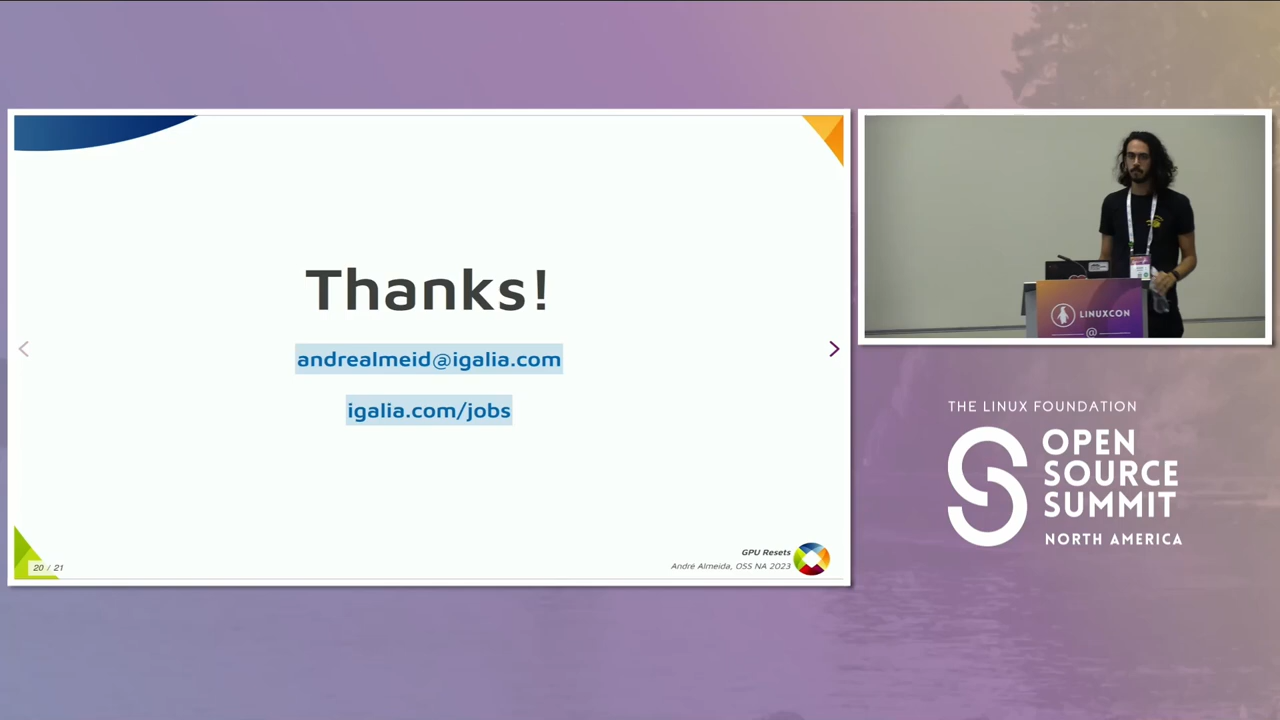 Thanks!
andrealmeid@igalia.com
igalia.com/jobs
20 / 21
GPU Resets
André Almeida, OSS NA 2023
LINUXCON
@
THE LINUX FOUNDATION
OPEN
SOURCE
SUMMIT
NORTH AMERICA